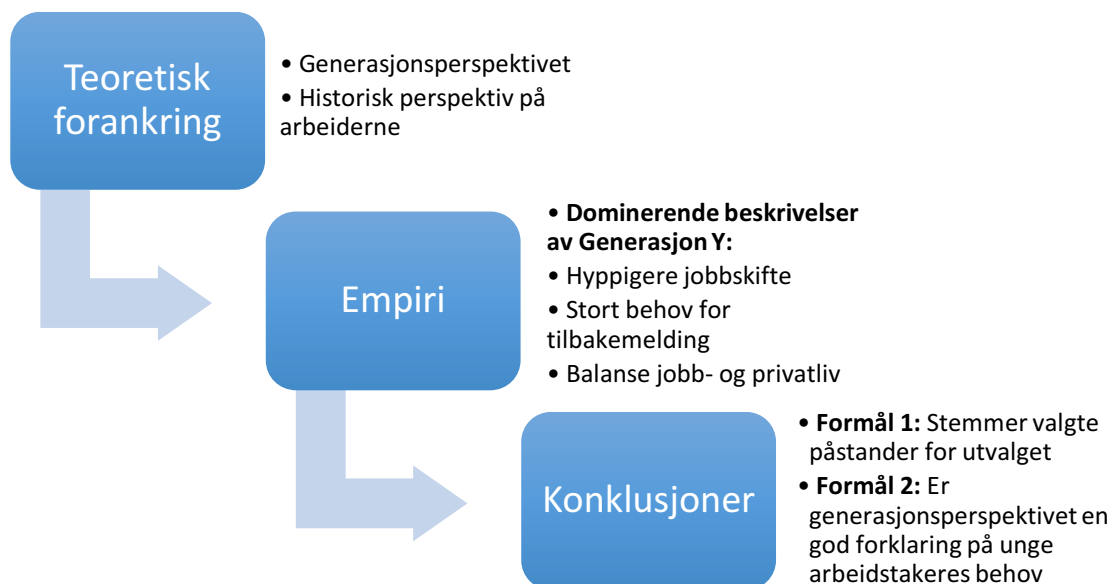 Teoretisk
forankring
• Generasjonsperspektivet
• Historisk perspektiv på
arbeiderne
Empiri
• Dominerende beskrivelser
av Generasjon Y:
• Hyppigere jobbskifte
• Stort behov for
tilbakemelding
• Balanse jobb- og privatliv
Konklusjoner
• Formål 1: Stemmer valgte
påstander for utvalget
• Formål 2: Er
generasjonsperspektivet en
god forklaring på unge
arbeidstakeres behov